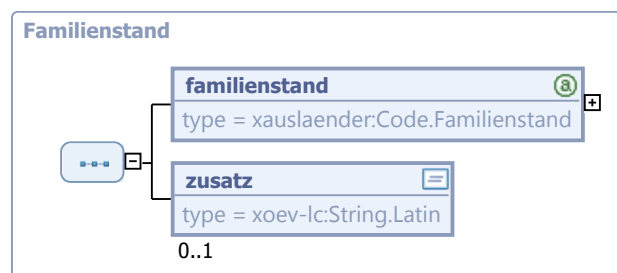 Familienstand
familienstand
type = xauslaender:Code.Familienstand
zusatz
type = xoev-lc:String.Latin
0..1